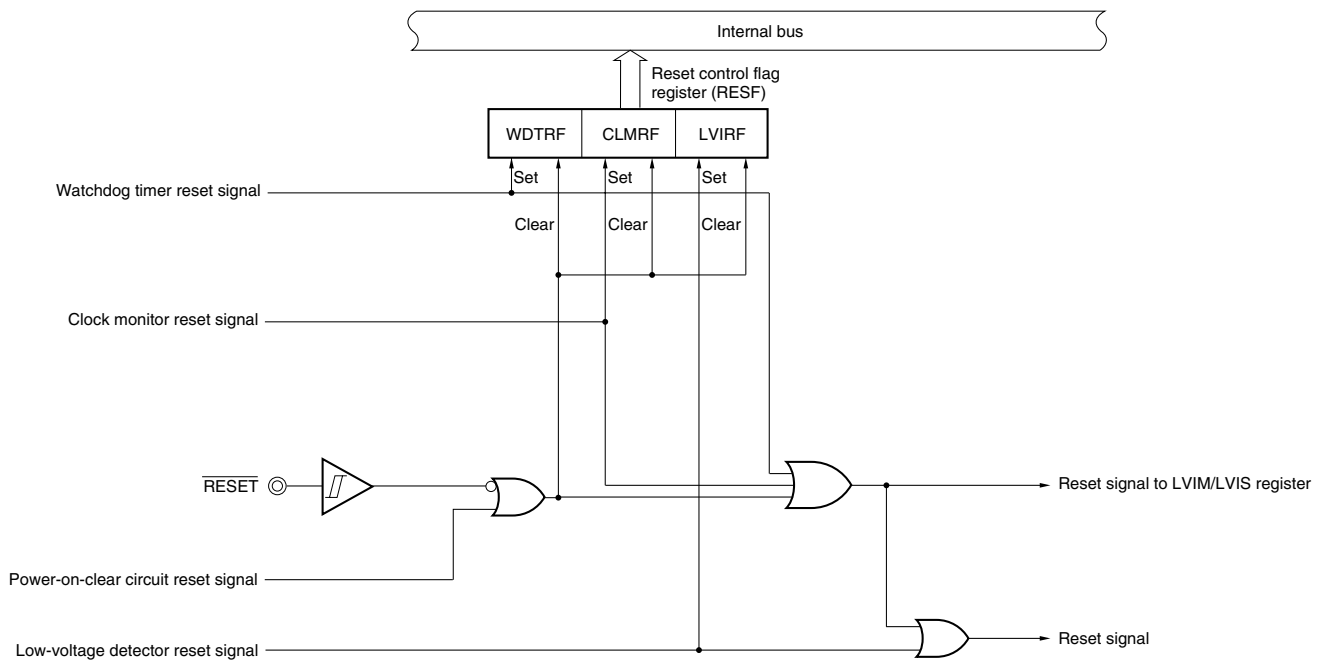 Internal bus
Reset control flag
register (RESF)
WDTRF CLMRF LVIRF
Set Set Set
Watchdog timer reset signal
Clear Clear Clear
Clock monitor reset signal
RESET
Reset signal to LVIM/LVIS register
Power-on-clear circuit reset signal
Reset signal
Low-voltage detector reset signal